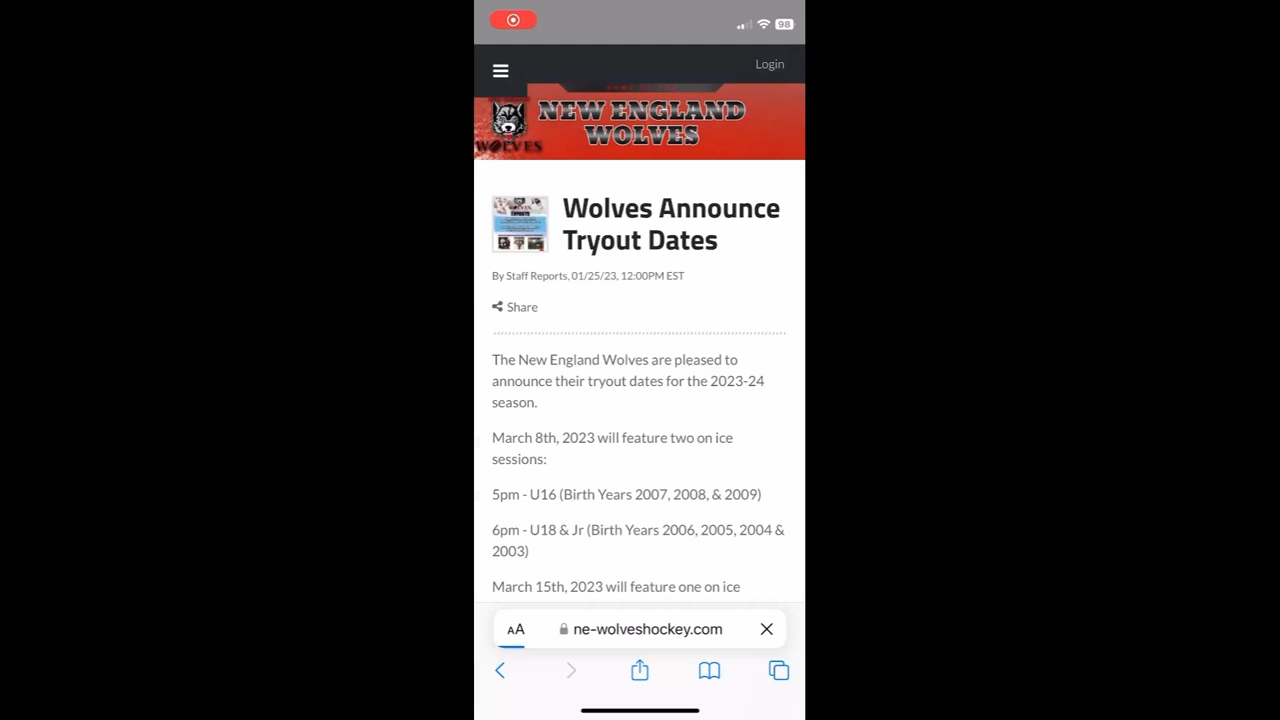 98
Login
NEW ENGLAND
WOLVES
WOLVES
Wolves Announce
Tryout Dates
By Staff Reports, 01/25/23, 12:00PM EST
Share
The New England Wolves are pleased to
announce their tryout dates for the 2023-24
season.
March 8th, 2023 will feature two on ice
sessions:
5pm - U16 (Birth Years 2007, 2008, & 2009)
6pm - U18 & Jr (Birth Years 2006, 2005, 2004 &
2003)
March 15th, 2023 will feature one on ice
AA ne-wolveshockey.com